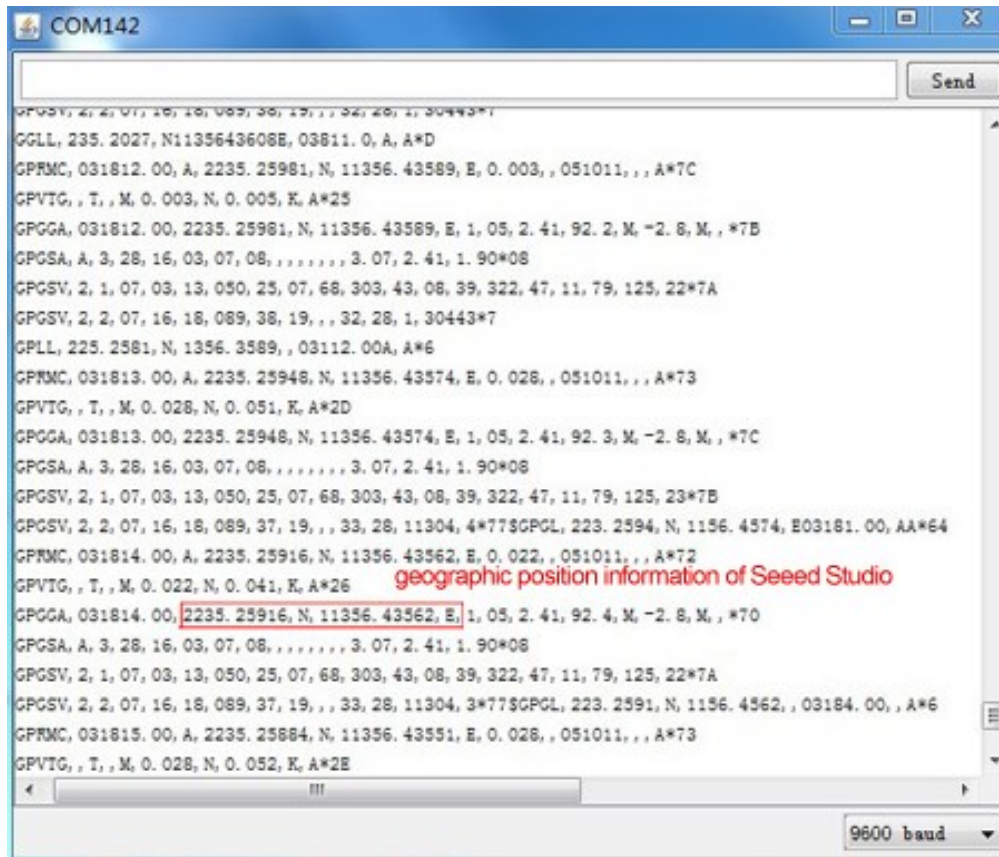 COM142
Send
GPGSV, 2, 2, 07, 16, 18, 089, 38, 19, , , 32, 28, 1, 30443*7
GGLL, 235. 2027, N1135643608E, 03811. 0, A, A*D
GPRMC, 031812. 00, A, 2235. 25981, N, 11356. 43589, E, 0. 003, , 051011, , , A*7C
GPVTG, , T, , M, 0. 003, N, 0. 005, K, A*25
GPGGA, 031812. 00, 2235. 25981, N, 11356. 43589, E, 1, 05, 2. 41, 92. 2, M, -2. 8, M, , *7B
GPGSA, A, 3, 28, 16, 03, 07, 08, , , , , , , , 3. 07, 2. 41, 1. 90*08
GPGSV, 2, 1, 07, 03, 13, 050, 25, 07, 68, 303, 43, 08, 39, 322, 47, 11, 79, 125, 22*7A
GPGSV, 2, 2, 07, 16, 18, 089, 38, 19, , , 32, 28, 1, 30443*7
GPLL, 225. 2581, N, 1356. 3589, , 03112. 00A, A*6
GPRMC, 031813. 00, A, 2235. 25948, N, 11356. 43574, E, 0. 028, , 051011, , , A*73
GPVTG, , T, , M, 0. 028, N, 0. 051, K, A*2D
GPGGA, 031813. 00, 2235. 25948, N, 11356. 43574, E, 1, 05, 2. 41, 92. 3, M, -2. 8, M, , *7C
GPGSA, A, 3, 28, 16, 03, 07, 08, , , , , , , , 3. 07, 2. 41, 1. 90*08
GPGSV, 2, 1, 07, 03, 13, 050, 25, 07, 68, 303, 43, 08, 39, 322, 47, 11, 79, 125, 23*7B
GPGSV, 2, 2, 07, 16, 18, 089, 37, 19, , , 33, 28, 11304, 4*77$GPGL, 223. 2594, N, 1156. 4574, E03181. 00, AA*64
GPRMC, 031814. 00, A, 2235. 25916, N, 11356. 43562, E, 0. 022, , 051011, , , A*72
geographic position information of Seeed Studio
GPVTG, , T, , M, 0. 022, N, 0. 041, K, A*26
GPGGA, 031814. 00, 2235. 25916, N, 11356. 43562, E, 1, 05, 2. 41, 92. 4, M, -2. 8, M, , *70
GPGSA, A, 3, 28, 16, 03, 07, 08, , , , , , , , 3. 07, 2. 41, 1. 90*08
GPGSV, 2, 1, 07, 03, 13, 050, 25, 07, 68, 303, 43, 08, 39, 322, 47, 11, 79, 125, 22*7A
GPGSV, 2, 2, 07, 16, 18, 089, 37, 19, , , 33, 28, 11304, 3*77$GPGL, 223. 2591, N, 1156. 4562, , 03184. 00, , A*6
GPRMC, 031815. 00, A, 2235. 25884, N, 11356. 43551, E, 0. 028, , 051011, , , A*73
GPVTG, , T, , M, 0. 028, N, 0. 052, K, A*2E
9600 baud